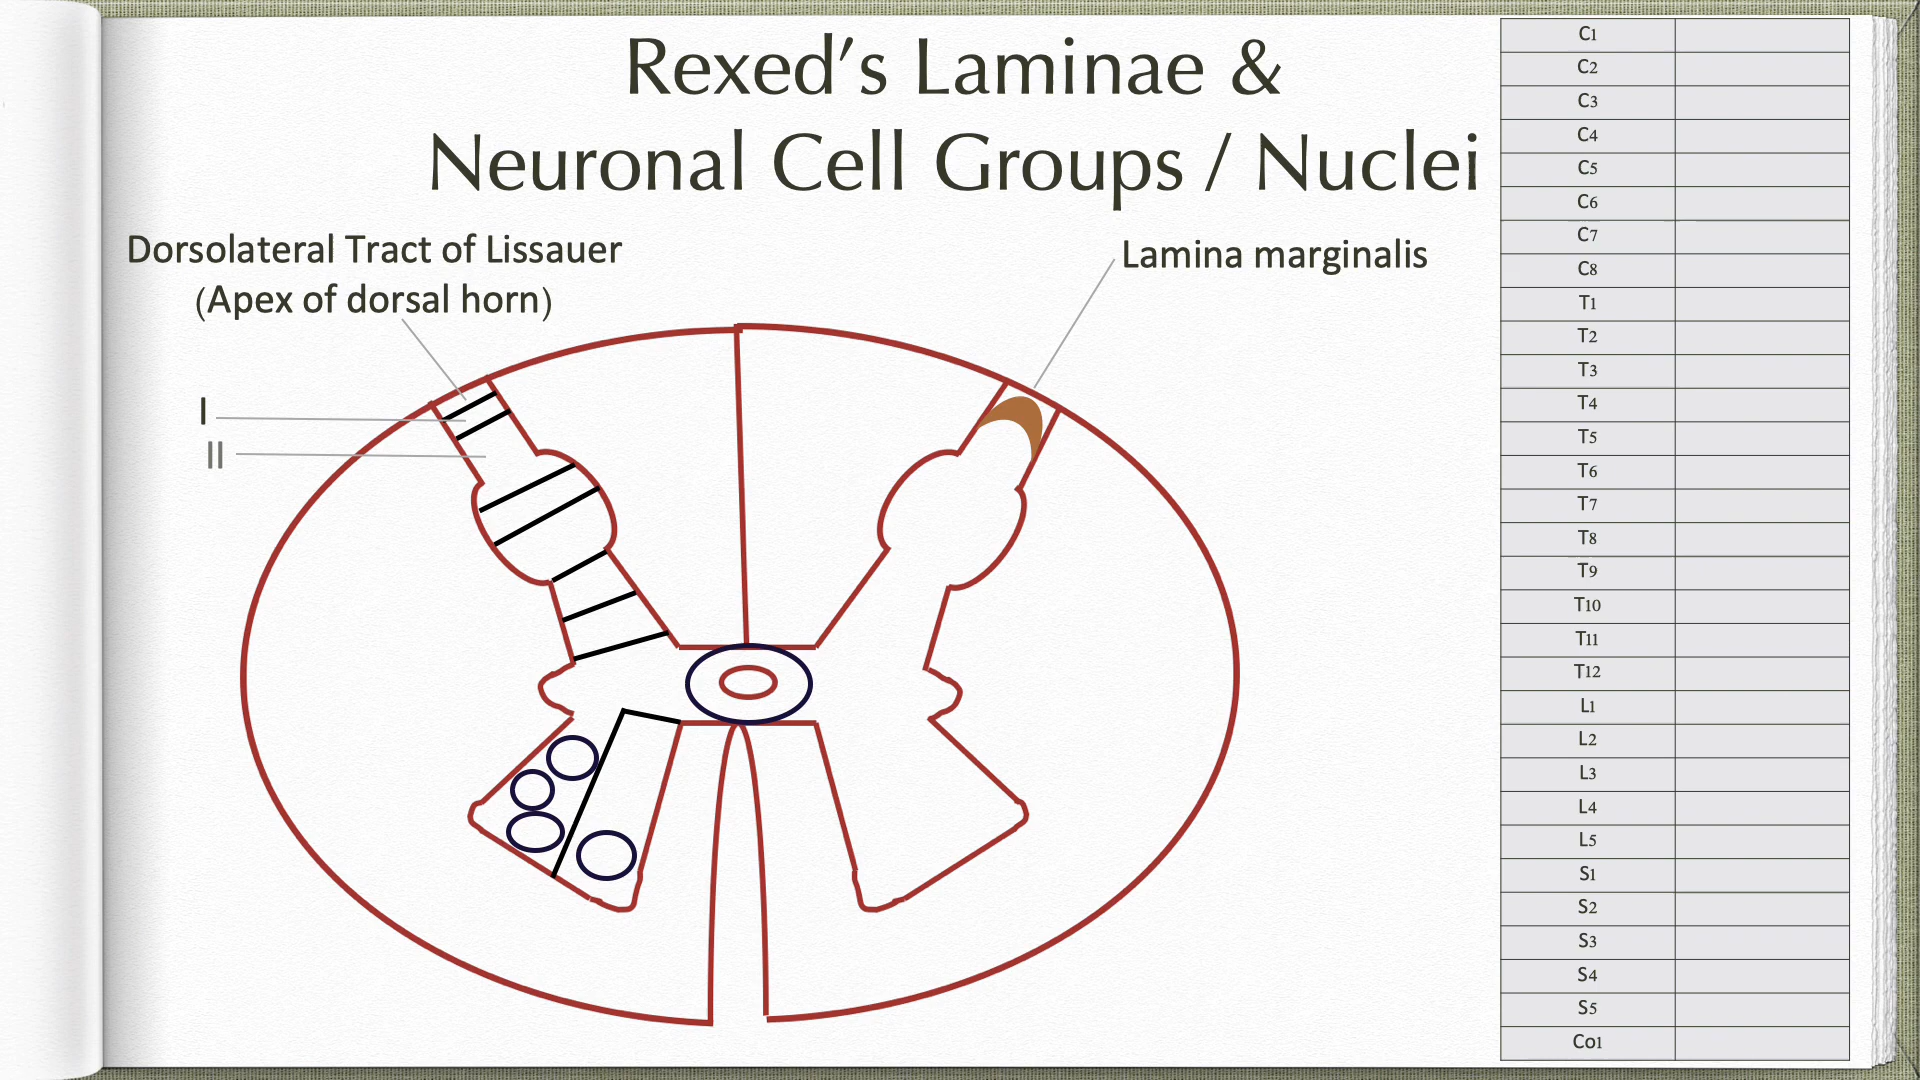 Rexed’s Laminae &
Neuronal Cell Groups / Nuclei
Dorsolateral Tract of Lissauer
(Apex of dorsal horn)
Lamina marginalis
I
II
C1
C2
C3
C4
C5
C6
C7
C8
T1
T2
T3
T4
T5
T6
T7
T8
T9
T10
T11
T12
L1
L2
L3
L4
L5
S1
S2
S3
S4
S5
Co1